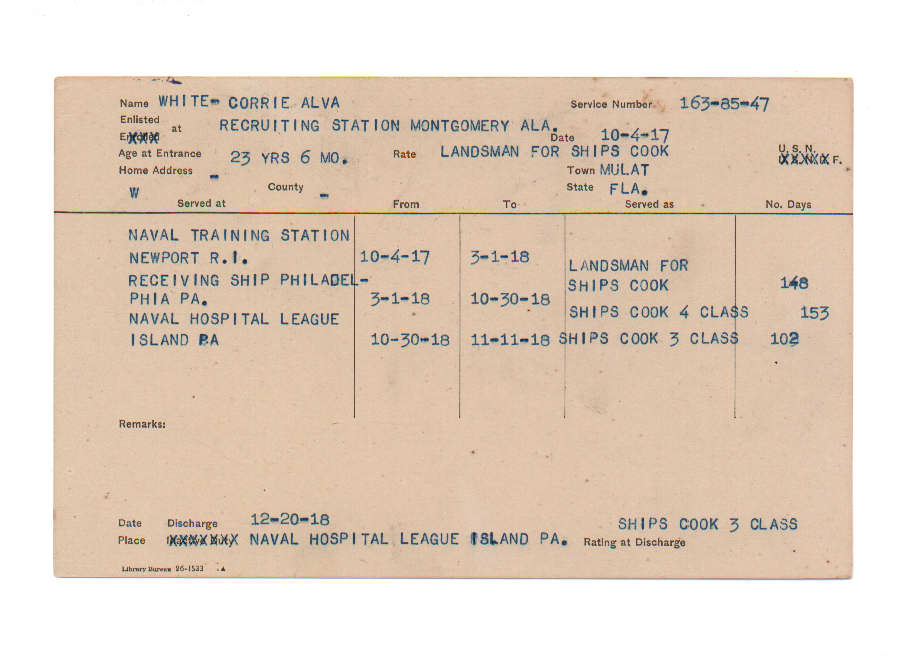 Name WHITE- CORRIE ALVA Service Number 163-85-47
Enlisted
Enrolled at RECRUITING STATION MONTGOMERY ALA. Date 10-4-17
Age at Entrance 23 YRS 6 MO. Rate LANDSMAN FOR SHIPS COOK U. S. N.
Home Address - Town MULAT F.
W County - State FLA.
Served at From To Served as No. Days
NAVAL TRAINING STATION
NEWPORT R.I. 10-4-17 3-1-18 LANDSMAN FOR
RECEIVING SHIP PHILADEL- SHIPS COOK 148
PHIA PA. 3-1-18 10-30-18 SHIPS COOK 4 CLASS 153
NAVAL HOSPITAL LEAGUE
ISLAND PA 10-30-18 11-11-18 SHIPS COOK 3 CLASS 102
Remarks:
Date Discharge 12-20-18 SHIPS COOK 3 CLASS
Place NAVAL HOSPITAL LEAGUE ISLAND PA. Rating at Discharge
Library Bureau 26-1533